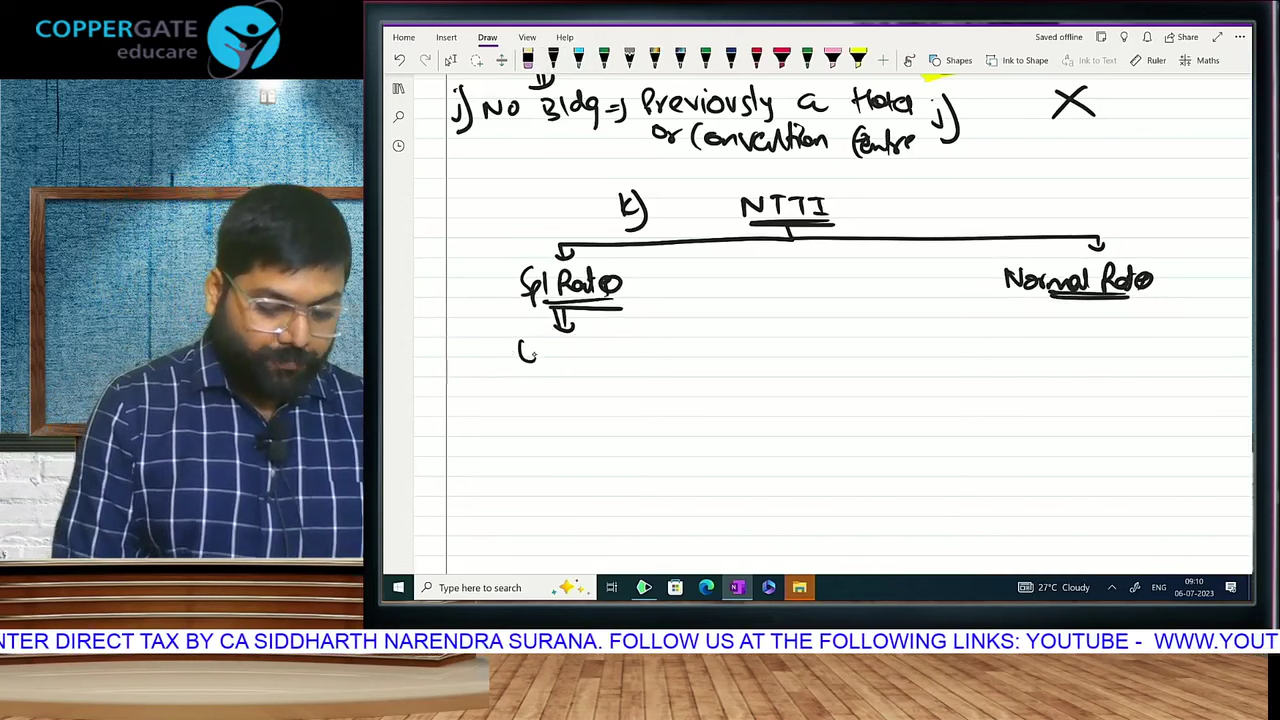 COPPERGATE
educare
Home Insert Draw View Help
Saved offline
Share
Shapes
Ink to Shape
Ink to Text
Ruler
Maths
j) No Bldg => Previously a Hotel j) X
or Convention Centre
k) NTTI
Spl Rates
Normal Rates
(
Type here to search
27°C Cloudy
ENG
09:10
06-07-2023
NTER DIRECT TAX BY CA SIDDHARTH NARENDRA SURANA. FOLLOW US AT THE FOLLOWING LINKS: YOUTUBE - WWW.YOUT